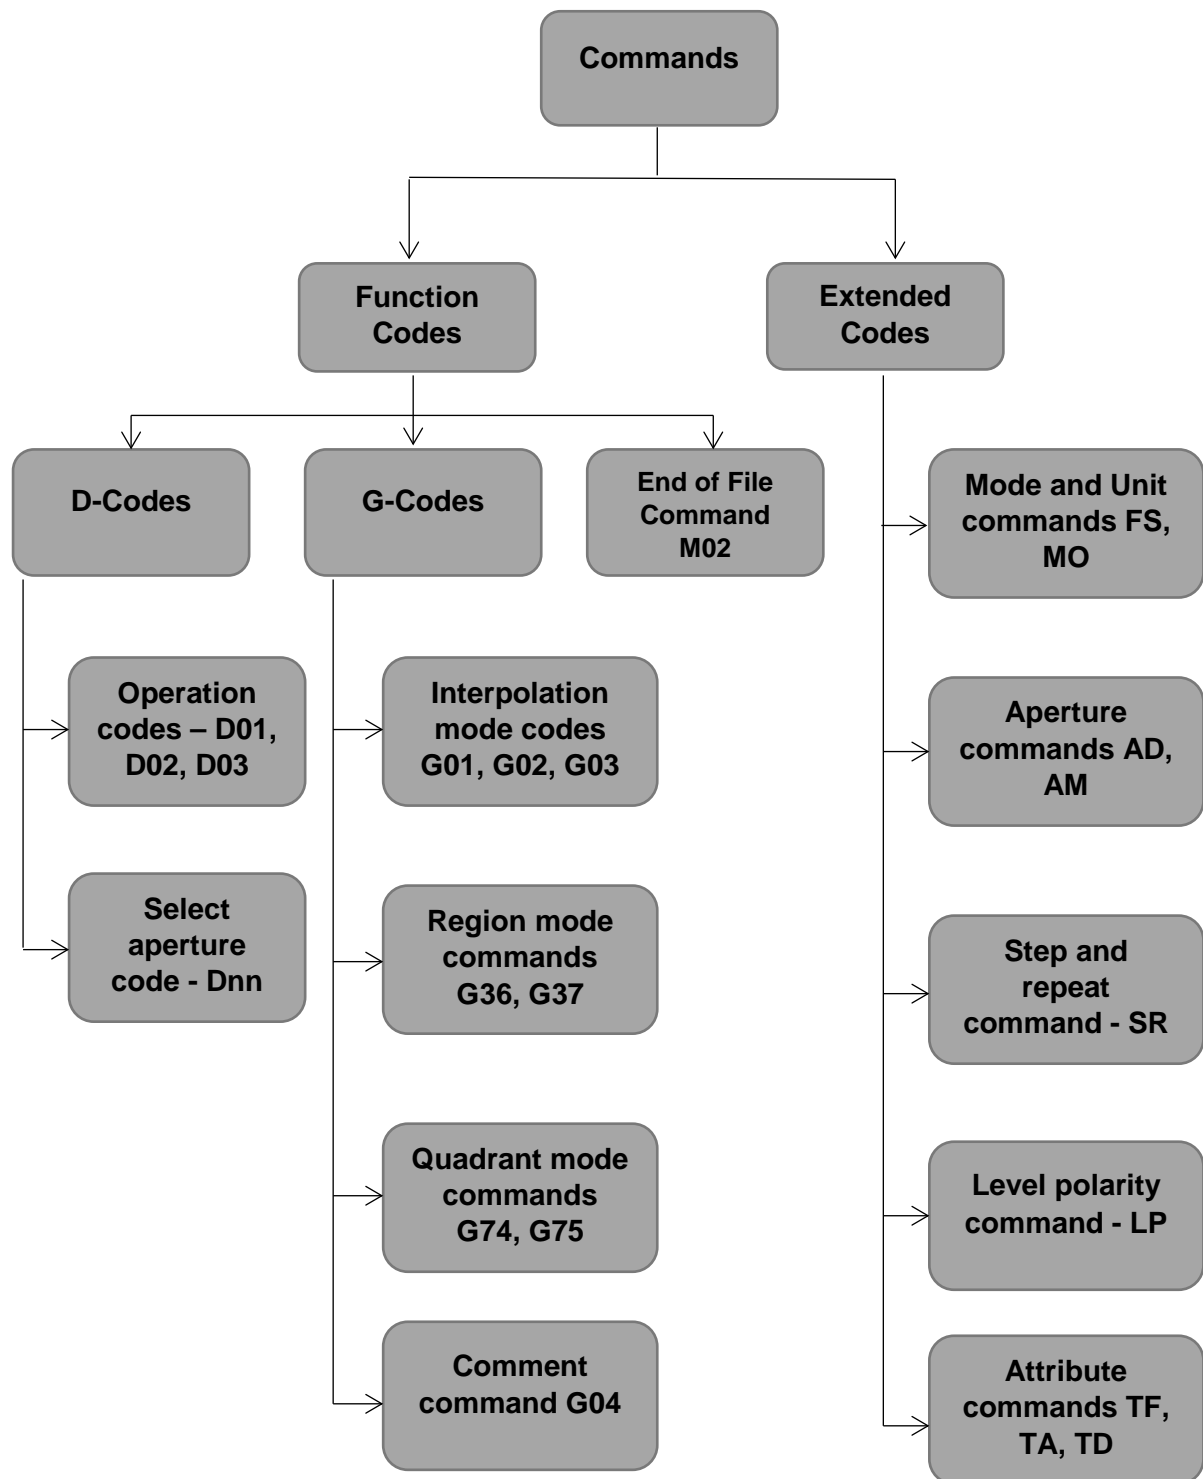 Commands
Function
Codes
Extended
Codes
D-Codes
G-Codes
End of File
Command
M02
Mode and Unit
commands FS,
MO
Operation
codes – D01,
D02, D03
Interpolation
mode codes
G01, G02, G03
Aperture
commands AD,
AM
Select
aperture
code - Dnn
Region mode
commands
G36, G37
Step and
repeat
command - SR
Quadrant mode
commands
G74, G75
Level polarity
command - LP
Comment
command G04
Attribute
commands TF,
TA, TD